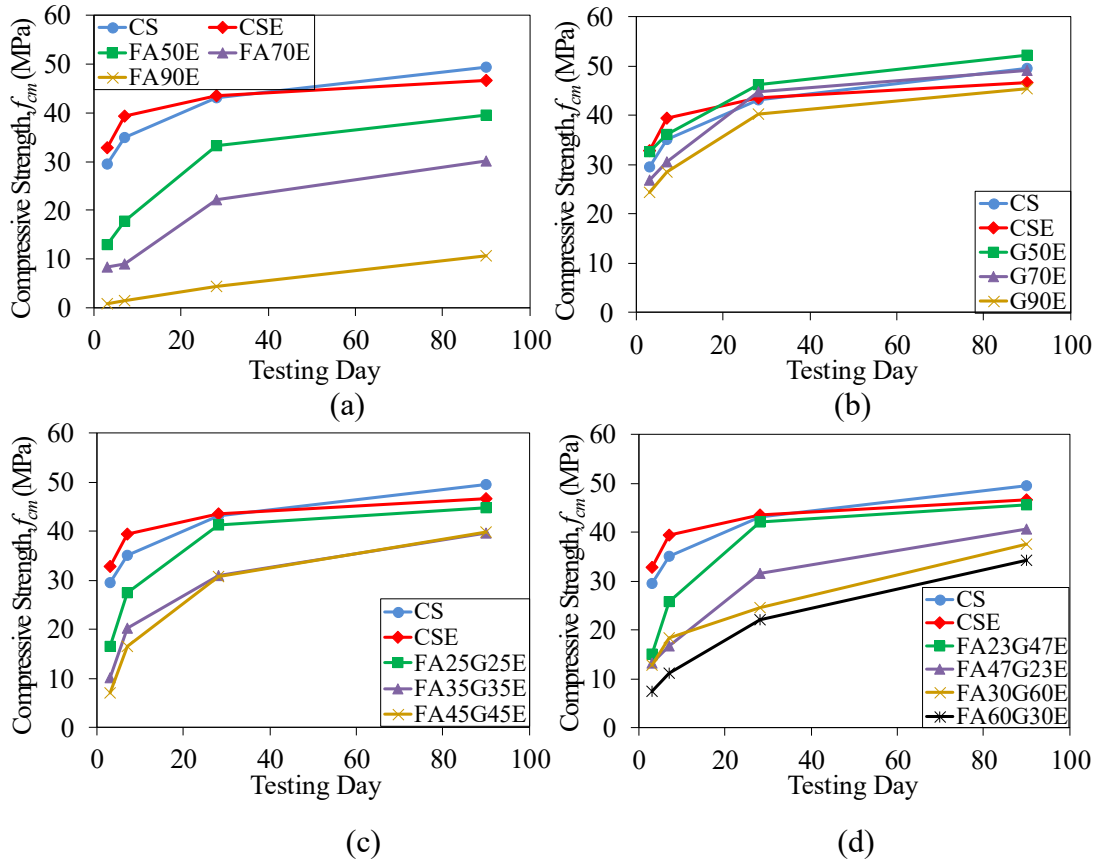 Compressive Strength, fcm (MPa)
60
50
40
30
20
10
0
CS CSE
FA50E FA70E
FA90E
0 20 40 60 80 100
Testing Day
(a)
Compressive Strength, fcm (MPa)
60
50
40
30
20
10
0
CS
CSE
G50E
G70E
G90E
0 20 40 60 80 100
Testing Day
(b)
Compressive Strength, fcm (MPa)
60
50
40
30
20
10
0
CS
CSE
FA25G25E
FA35G35E
FA45G45E
0 20 40 60 80 100
Testing Day
(c)
Compressive Strength, fcm (MPa)
60
50
40
30
20
10
0
CS
CSE
FA23G47E
FA47G23E
FA30G60E
FA60G30E
0 20 40 60 80 100
Testing Day
(d)